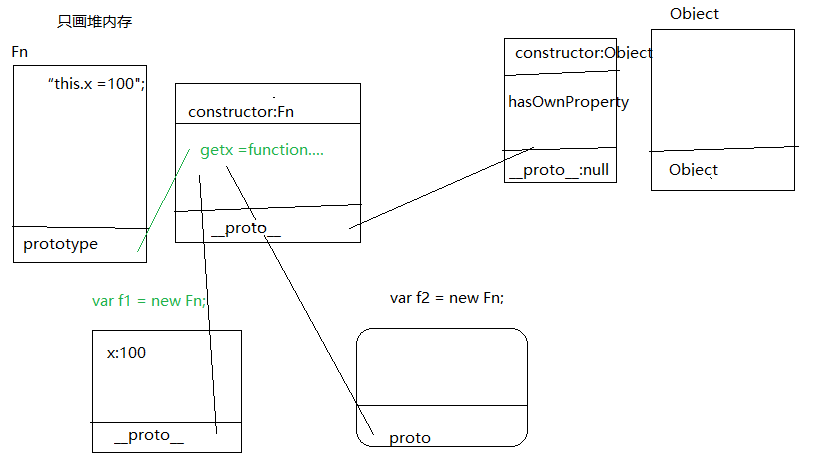 只画堆内存
Object
Fn
“this.x =100";
constructor:Fn
getx =function....
__proto__
prototype
constructor:Object
hasOwnProperty
__proto__:null
Object
var f1 = new Fn;
x:100
__proto__
var f2 = new Fn;
proto